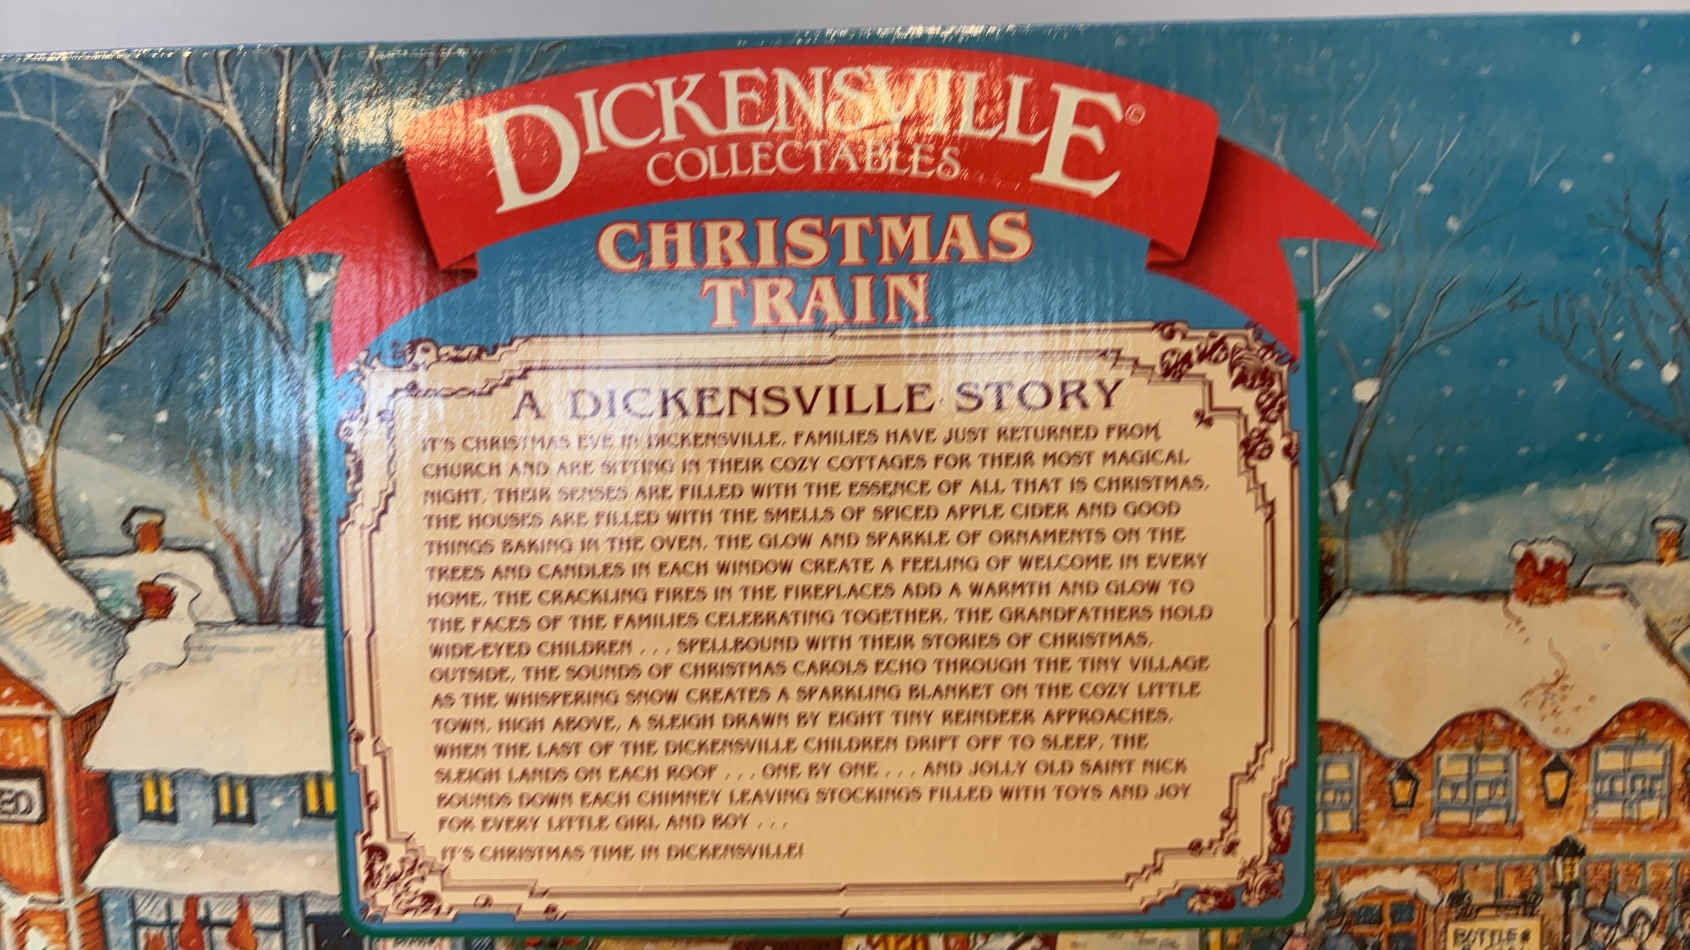 DICKENSVILLE©
COLLECTABLES
CHRISTMAS
TRAIN
A DICKENSVILLE STORY
IT'S CHRISTMAS EVE IN DICKENSVILLE. FAMILIES HAVE JUST RETURNED FROM
CHURCH AND ARE SITTING IN THEIR COZY COTTAGES FOR THEIR MOST MAGICAL
NIGHT. THEIR SENSES ARE FILLED WITH THE ESSENCE OF ALL THAT IS CHRISTMAS.
THE HOUSES ARE FILLED WITH THE SMELLS OF SPICED APPLE CIDER AND GOOD
THINGS BAKING IN THE OVEN. THE GLOW AND SPARKLE OF ORNAMENTS ON THE
TREES AND CANDLES IN EACH WINDOW CREATE A FEELING OF WELCOME IN EVERY
HOME. THE CRACKLING FIRES IN THE FIREPLACES ADD A WARMTH AND GLOW TO
THE FACES OF THE FAMILIES CELEBRATING TOGETHER. THE GRANDFATHERS HOLD
WIDE-EYED CHILDREN . . . SPELLBOUND WITH THEIR STORIES OF CHRISTMAS.
OUTSIDE, THE SOUNDS OF CHRISTMAS CAROLS ECHO THROUGH THE TINY VILLAGE
AS THE WHISPERING SNOW CREATES A SPARKLING BLANKET ON THE COZY LITTLE
TOWN. HIGH ABOVE, A SLEIGH DRAWN BY EIGHT TINY REINDEER APPROACHES.
WHEN THE LAST OF THE DICKENSVILLE CHILDREN DRIFT OFF TO SLEEP, THE
SLEIGH LANDS ON EACH ROOF . . . ONE BY ONE . . . AND JOLLY OLD SAINT NICK
BOUNDS DOWN EACH CHIMNEY LEAVING STOCKINGS FILLED WITH TOYS AND JOY
FOR EVERY LITTLE GIRL AND BOY . . .
IT'S CHRISTMAS TIME IN DICKENSVILLE!
ED